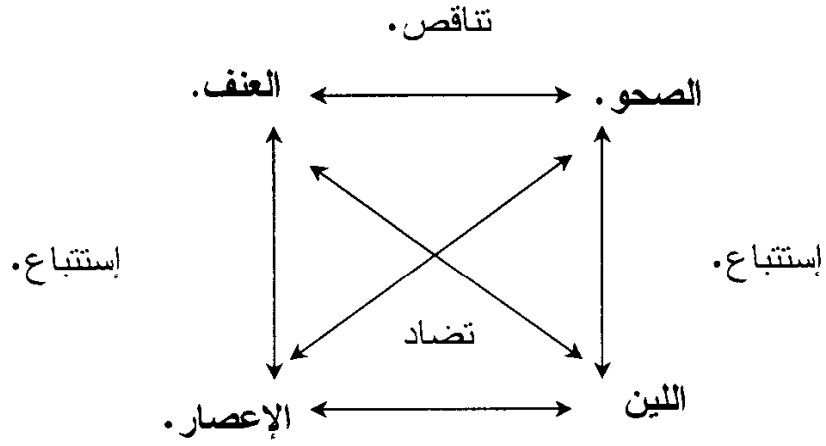 تناقص.
الصحو.
العنف.
إستتباع.
إستتباع.
تضاد
اللين
الإعصار.